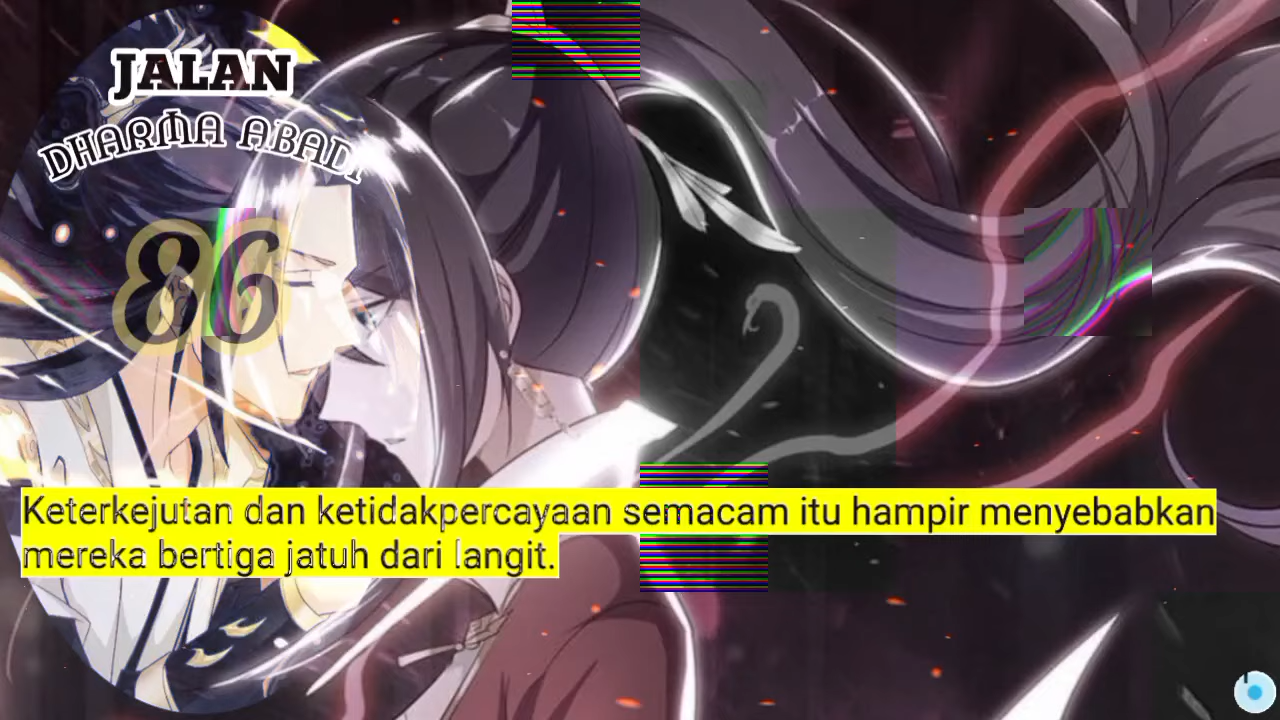 JALAN
DHARMA ABADI
86
Keterkejutan dan ketidakpercayaan semacam itu hampir menyebabkan
mereka bertiga jatuh dari langit.